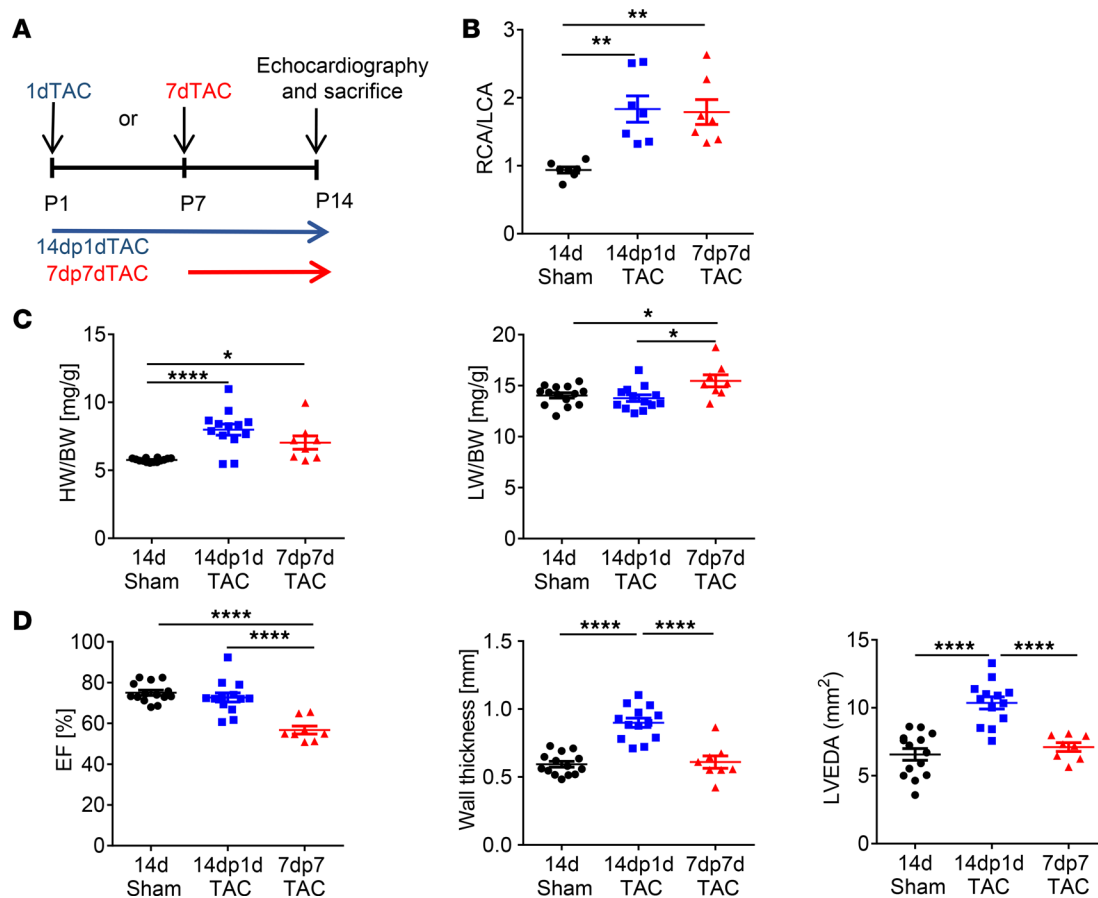 A
1dTAC
or
7dTAC
Echocardiography
and sacrifice
P1
P7
P14
14dp1dTAC
7dp7dTAC
B
RCA/LCA
3
2
1
0
**
**
14d
Sham
14dp1d
TAC
7dp7d
TAC
C
HW/BW [mg/g]
15
10
5
0
*
****
14d
Sham
14dp1d
TAC
7dp7d
TAC
LW/BW [mg/g]
20
15
10
5
0
*
*
14d
Sham
14dp1d
TAC
7dp7d
TAC
D
EF [%]
100
80
60
40
20
0
****
****
14d
Sham
14dp1d
TAC
7dp7
TAC
Wall thickness [mm]
1.5
1.0
0.5
0.0
****
****
14d
Sham
14dp1d
TAC
7dp7d
TAC
LVEDA (mm²)
15
10
5
0
****
****
14d
Sham
14dp1d
TAC
7dp7
TAC